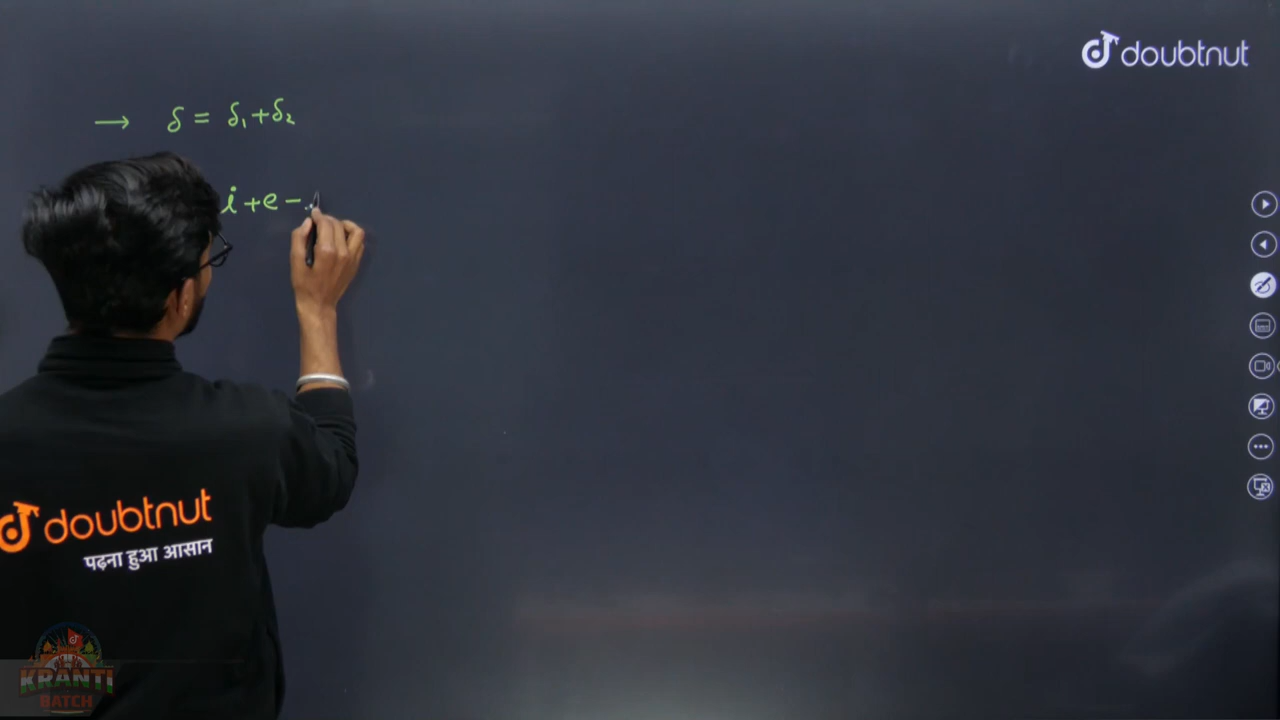 doubtnut
→ δ = δ₁+δ₂
i+e-
doubtnut
पढ़ना हुआ आसान
KRANTI
BATCH